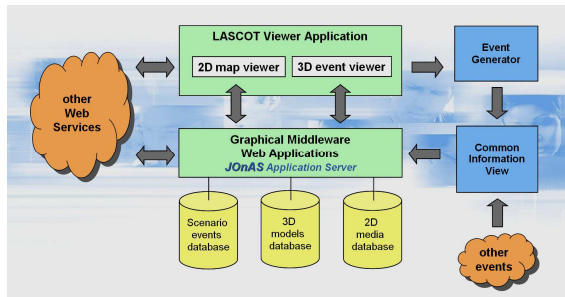 LASCOT Viewer Application
2D map viewer
3D event viewer
Event
Generator
other
Web
Services
Graphical Middleware
Web Applications
JOnAS Application Server
Common
Information
View
Scenario
events
database
3D
models
database
2D
media
database
other
events